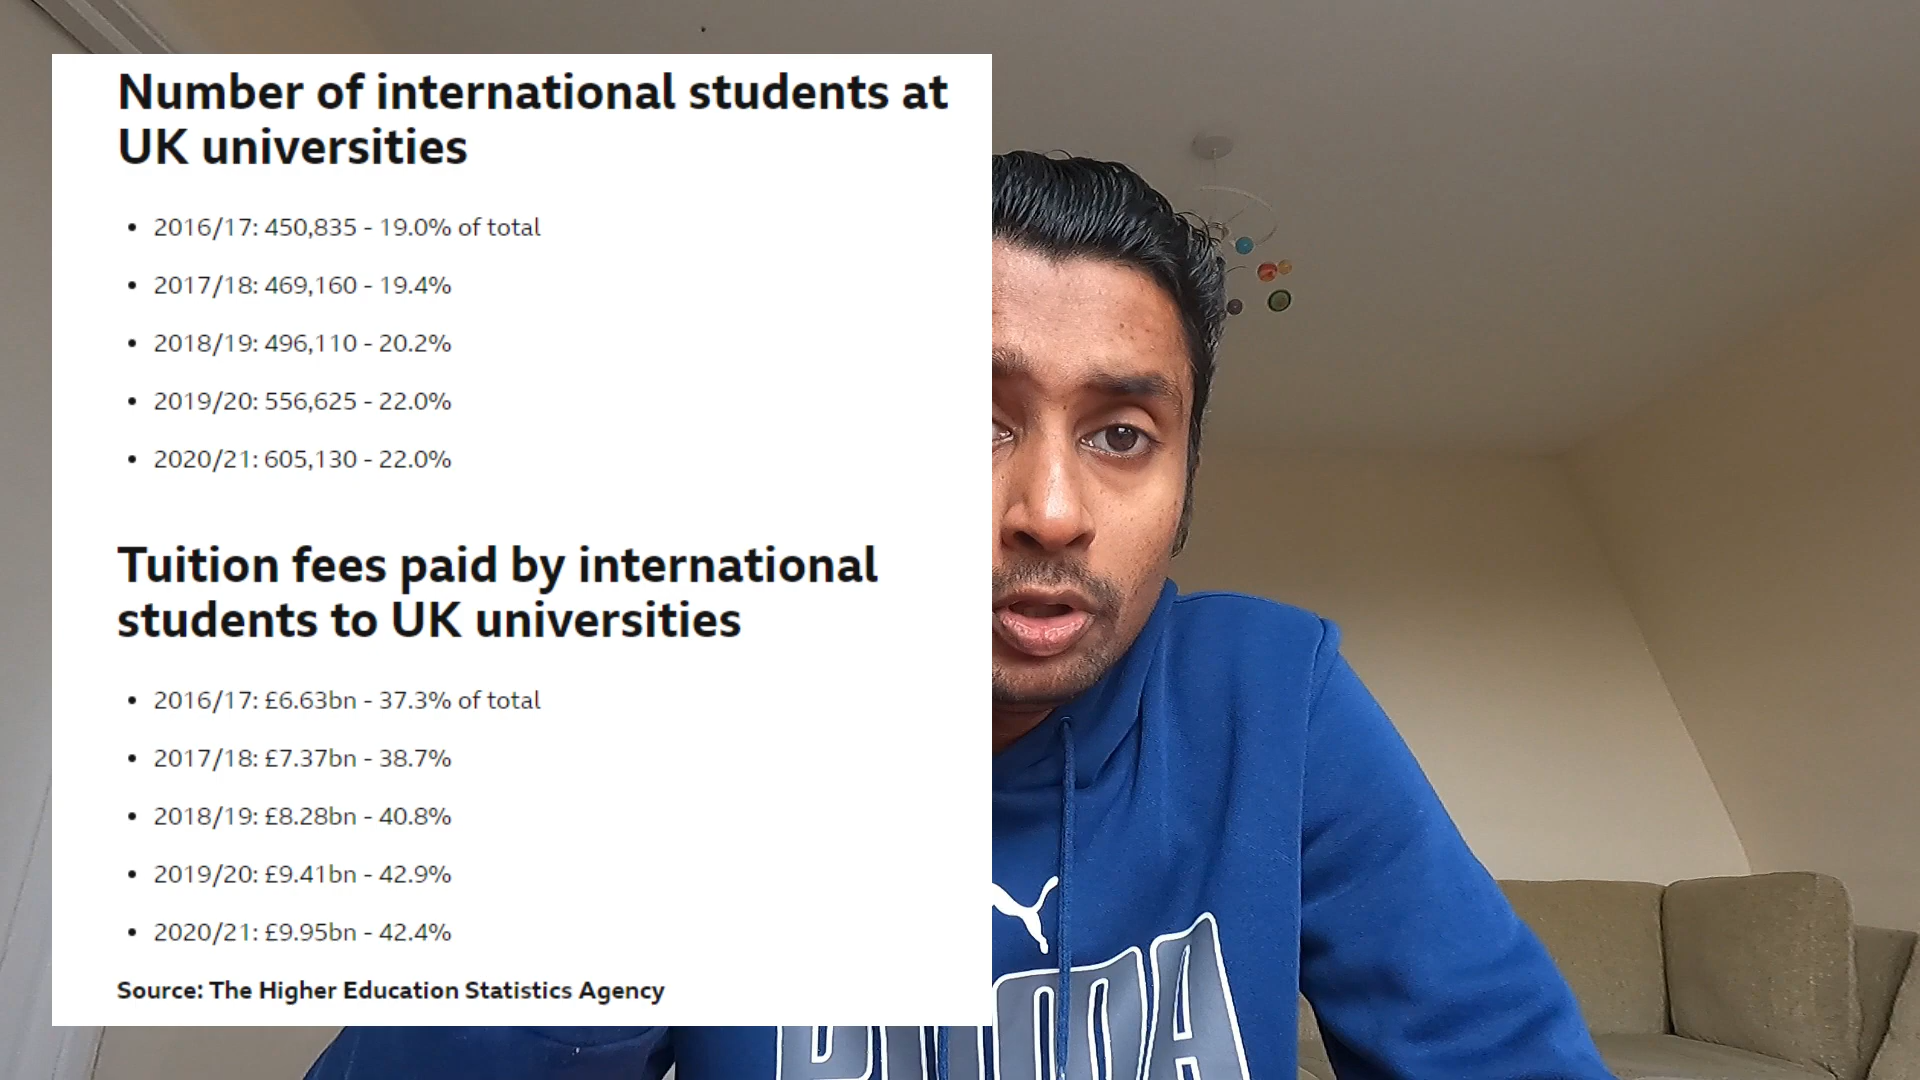 Number of international students at
UK universities
• 2016/17: 450,835 - 19.0% of total
• 2017/18: 469,160 - 19.4%
• 2018/19: 496,110 - 20.2%
• 2019/20: 556,625 - 22.0%
• 2020/21: 605,130 - 22.0%
Tuition fees paid by international
students to UK universities
• 2016/17: £6.63bn - 37.3% of total
• 2017/18: £7.37bn - 38.7%
• 2018/19: £8.28bn - 40.8%
• 2019/20: £9.41bn - 42.9%
• 2020/21: £9.95bn - 42.4%
Source: The Higher Education Statistics Agency
PUMA